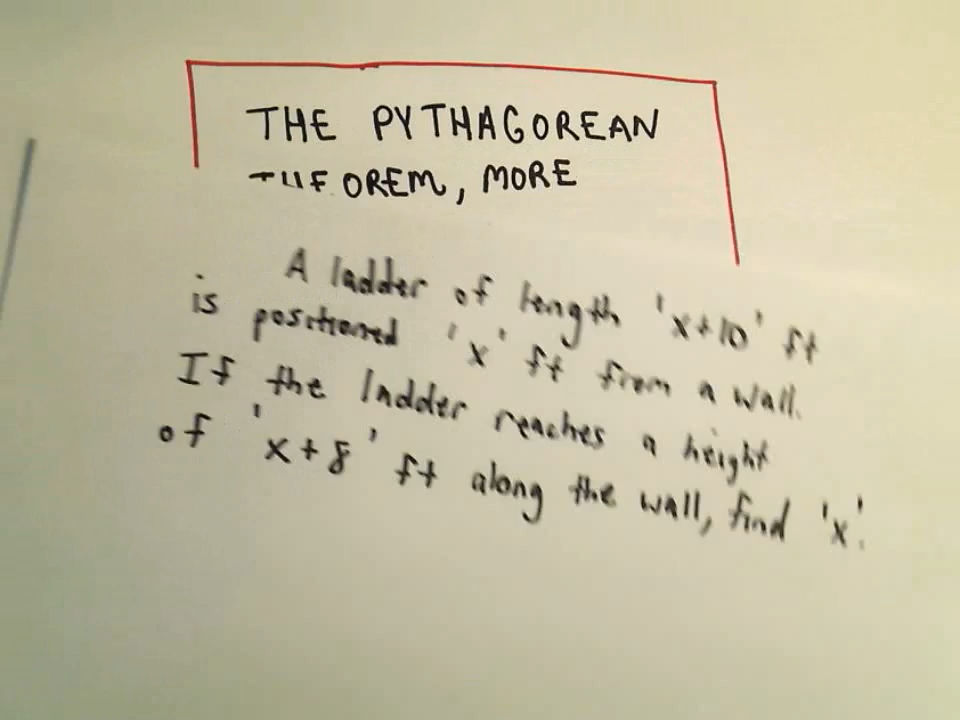 THE PYTHAGOREAN
THEOREM, MORE
A ladder of length 'x+10' ft
is positioned 'x' ft from a wall.
If the ladder reaches a height
of 'x+8' ft along the wall, find 'x'.